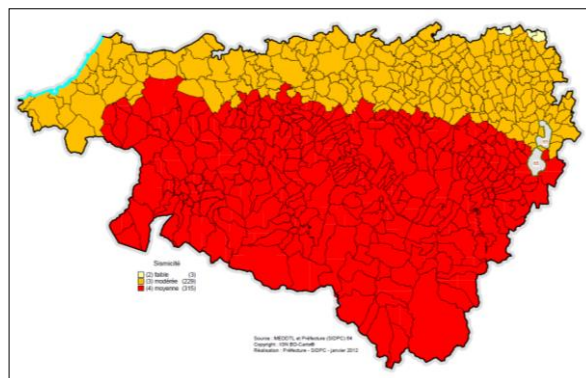 Sismicité
(2) faible (3)
(3) modérée (229)
(4) moyenne (315)
Source : MEDDTL et Préfecture (SIDPC) 64
Copyright : IGN BD-Carto®
Réalisation : Préfecture - SIDPC - janvier 2012